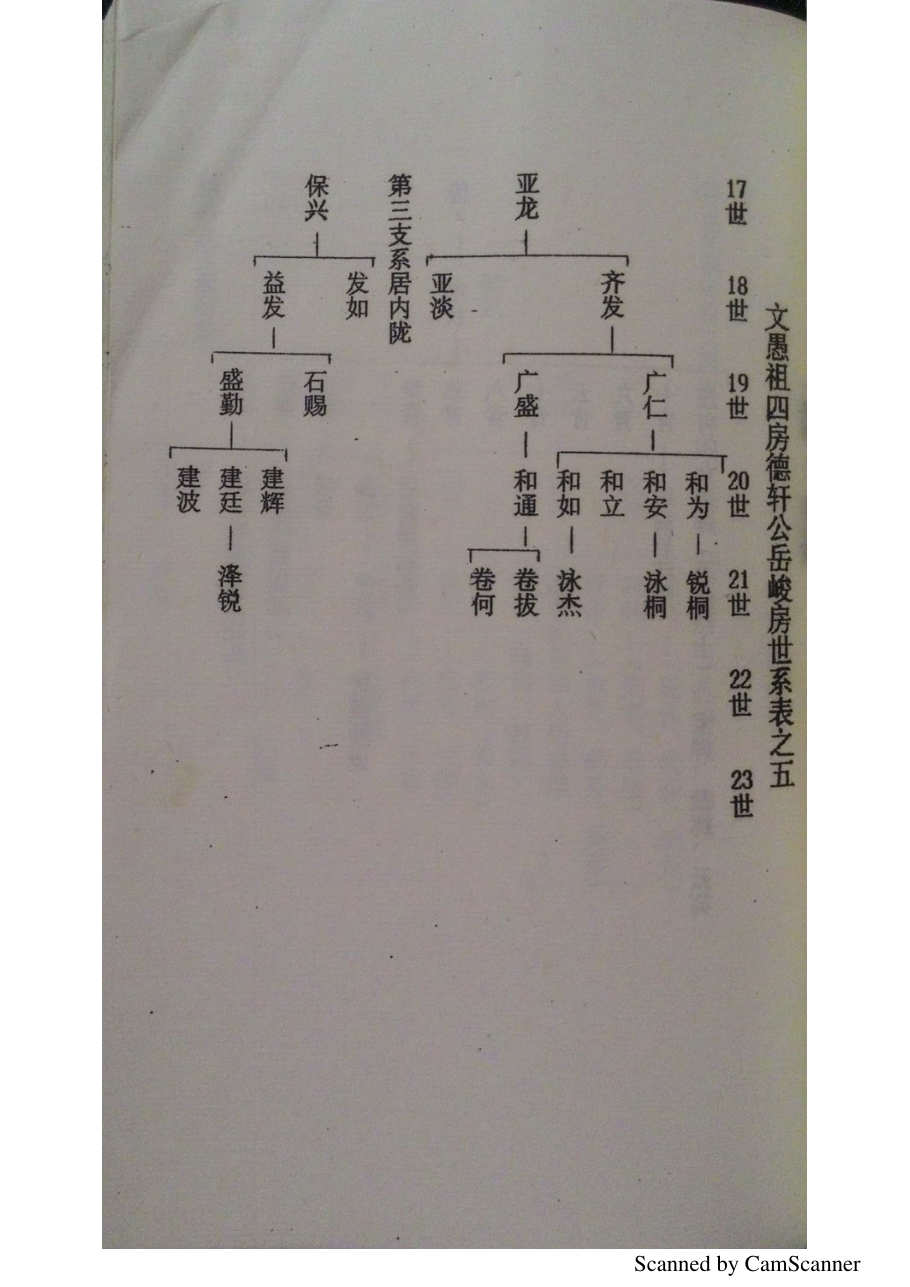 文愚祖四房德轩公岳峻房世系表之五
17世 18世 19世 20世 21世 22世 23世
和为 锐桐
广仁 和安 泳桐
齐发 和立
和如 泳杰
亚龙 广盛 和通 卷拔
卷何
亚淡
第三支系居内陇
发如
保兴 石赐
益发 建辉
盛勤 建廷 泽锐
建波
Scanned by CamScanner